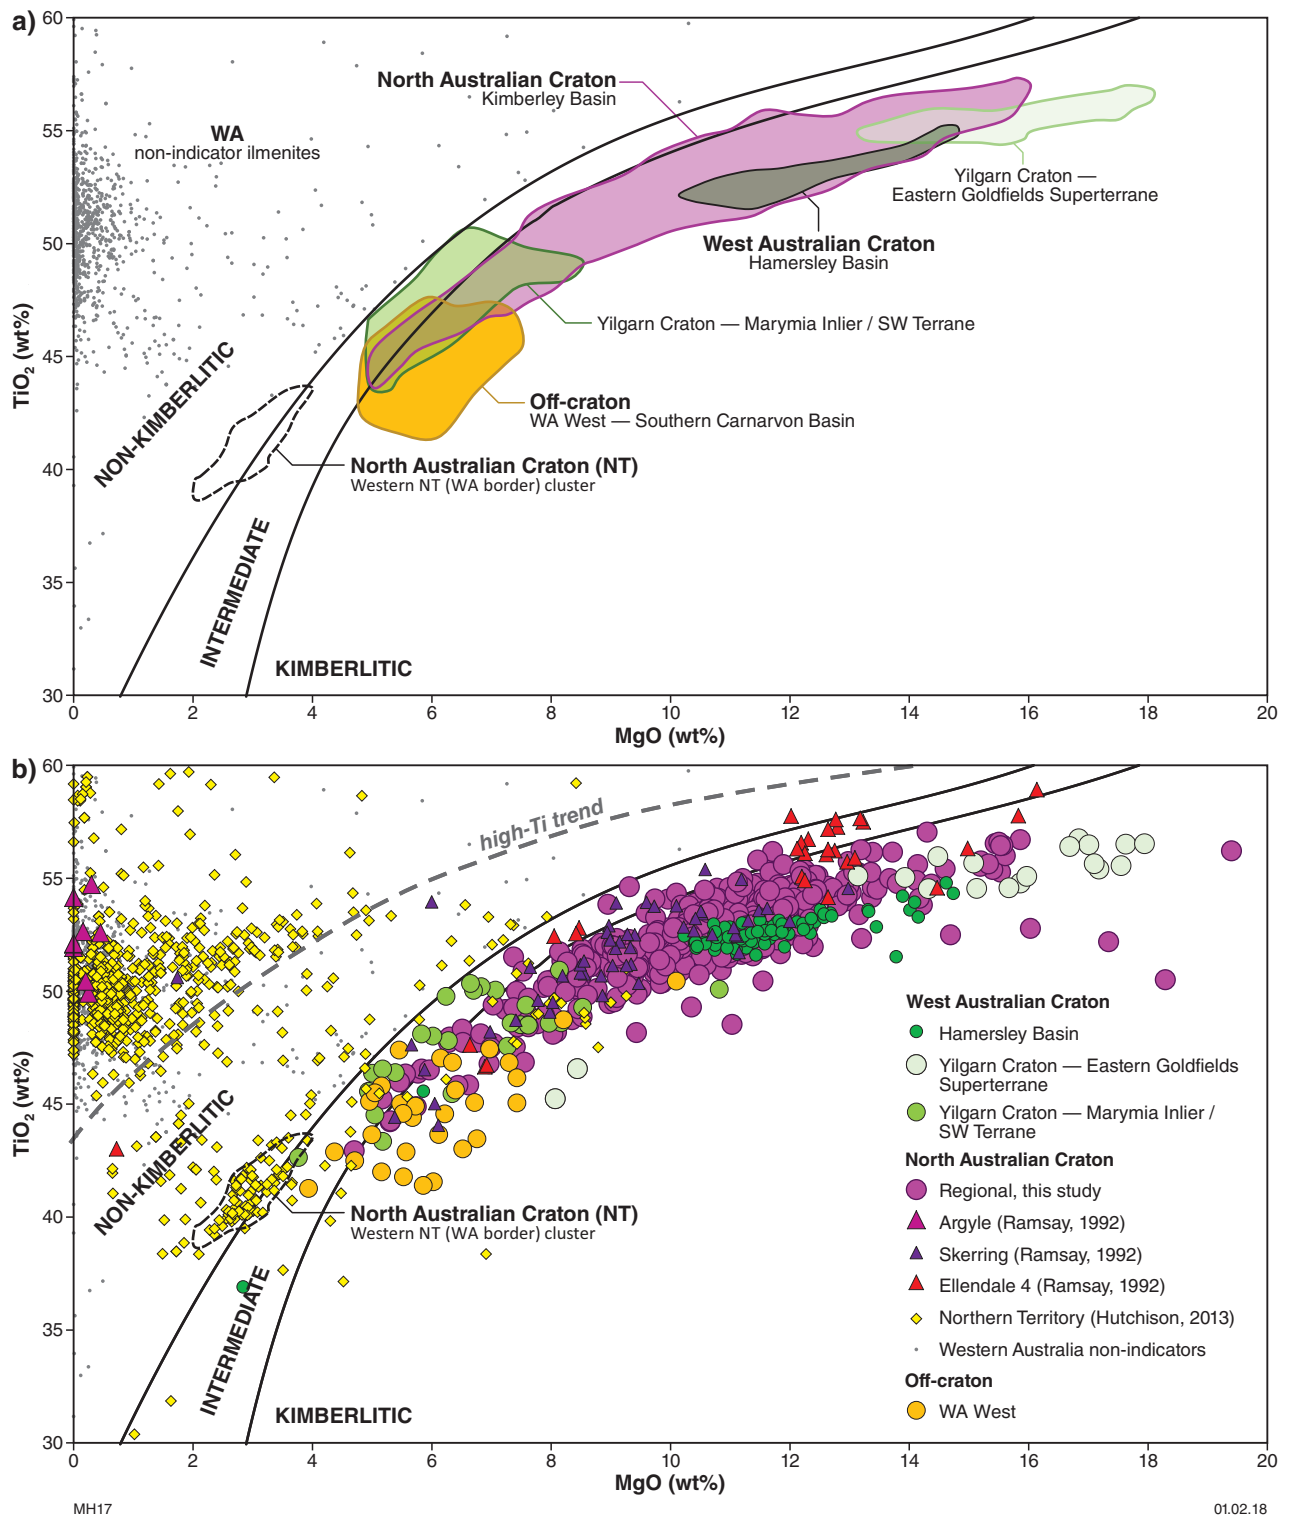 a)
60
55
50
45
40
35
30
TiO2 (wt%)
WA
non-indicator ilmenites
North Australian Craton
Kimberley Basin
Yilgarn Craton —
Eastern Goldfields Superterrane
West Australian Craton
Hamersley Basin
Yilgarn Craton — Marymia Inlier / SW Terrane
Off-craton
WA West — Southern Carnarvon Basin
North Australian Craton (NT)
Western NT (WA border) cluster
NON-KIMBERLITIC
INTERMEDIATE
KIMBERLITIC
0 2 4 6 8 10 12 14 16 18 20
MgO (wt%)
b)
60
55
50
45
40
35
30
TiO2 (wt%)
high-Ti trend
NON-KIMBERLITIC
North Australian Craton (NT)
Western NT (WA border) cluster
INTERMEDIATE
KIMBERLITIC
West Australian Craton
Hamersley Basin
Yilgarn Craton — Eastern Goldfields
Superterrane
Yilgarn Craton — Marymia Inlier /
SW Terrane
North Australian Craton
Regional, this study
Argyle (Ramsay, 1992)
Skerring (Ramsay, 1992)
Ellendale 4 (Ramsay, 1992)
Northern Territory (Hutchison, 2013)
Western Australia non-indicators
Off-craton
WA West
0 2 4 6 8 10 12 14 16 18 20
MgO (wt%)
MH17
01.02.18